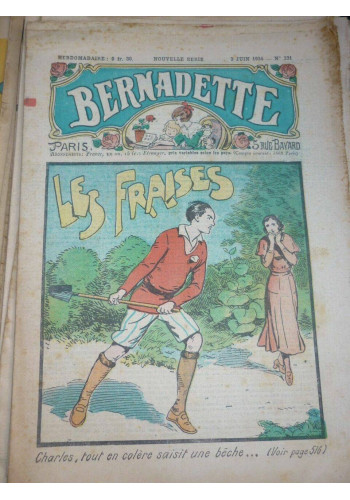 HEBDOMADAIRE : 0 fr. 30. NOUVELLE SÉRIE 3 JUIN 1934 — N° 231
BERNADETTE
PARIS. 5 RUE BAYARD
LES FRAISES
Charles, tout en colère saisit une bêche... (Voir page 516)